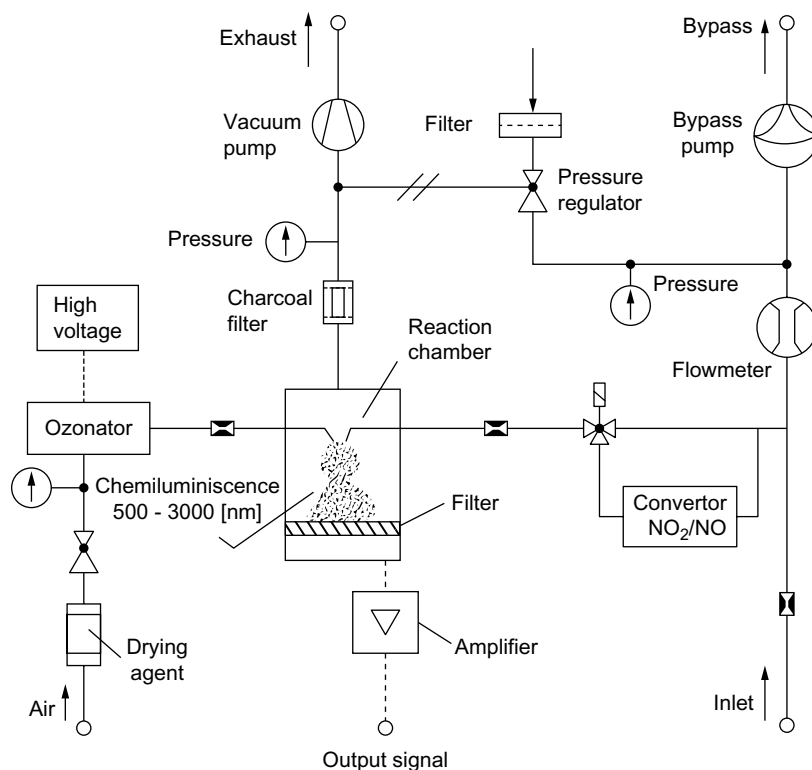 Exhaust
Bypass
Vacuum
pump
Filter
Bypass
pump
Pressure
regulator
Pressure
Pressure
High
voltage
Charcoal
filter
Reaction
chamber
Flowmeter
Ozonator
Chemiluminiscence
500 - 3000 [nm]
Filter
Convertor
NO2/NO
Drying
agent
Amplifier
Air
Inlet
Output signal